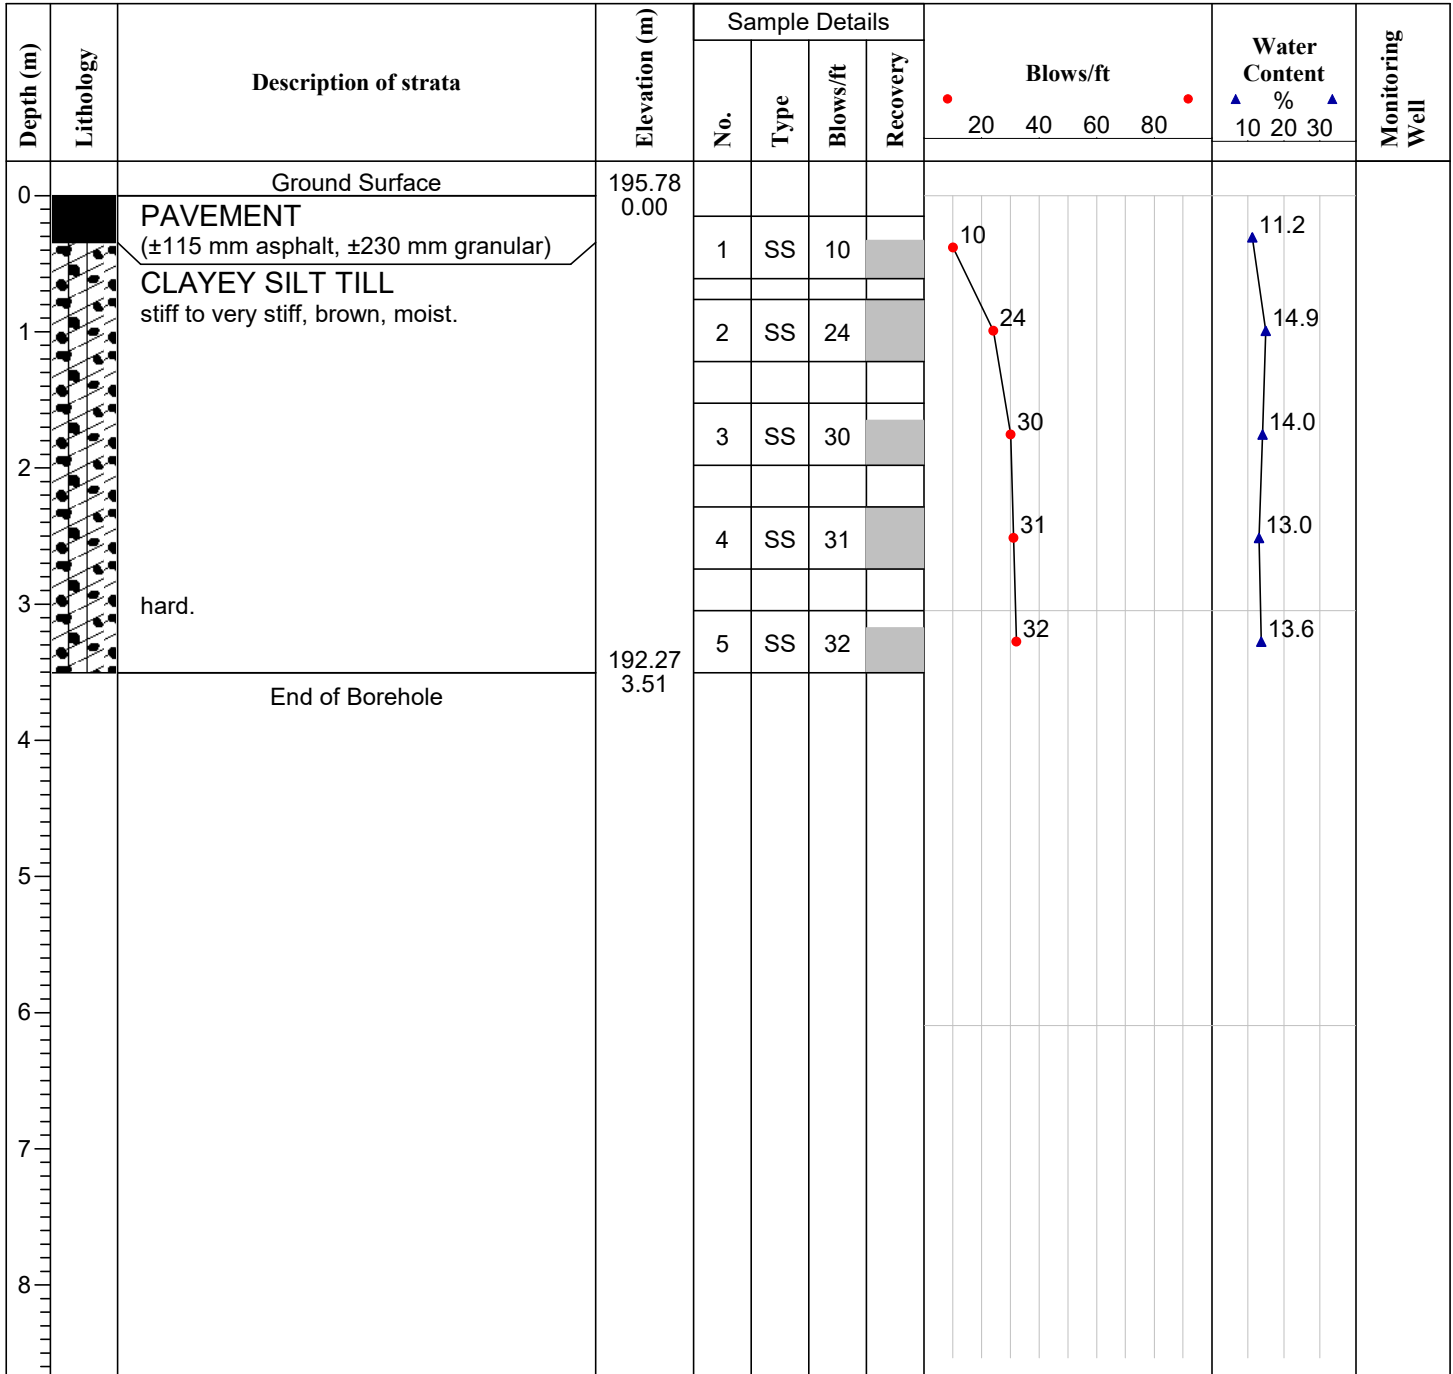 Depth (m)
Lithology
Description of strata
Elevation (m)
Sample Details
No.
Type
Blows/ft
Recovery
Blows/ft
20 40 60 80
Water
Content
%
10 20 30
Monitoring
Well
Ground Surface
195.78
0.00
0
PAVEMENT
(±115 mm asphalt, ±230 mm granular)
1 SS 10
10
11.2
CLAYEY SILT TILL
stiff to very stiff, brown, moist.
1
2 SS 24
24
14.9
3 SS 30
30
14.0
2
4 SS 31
31
13.0
3
hard.
5 SS 32
32
13.6
192.27
3.51
End of Borehole
4
5
6
7
8